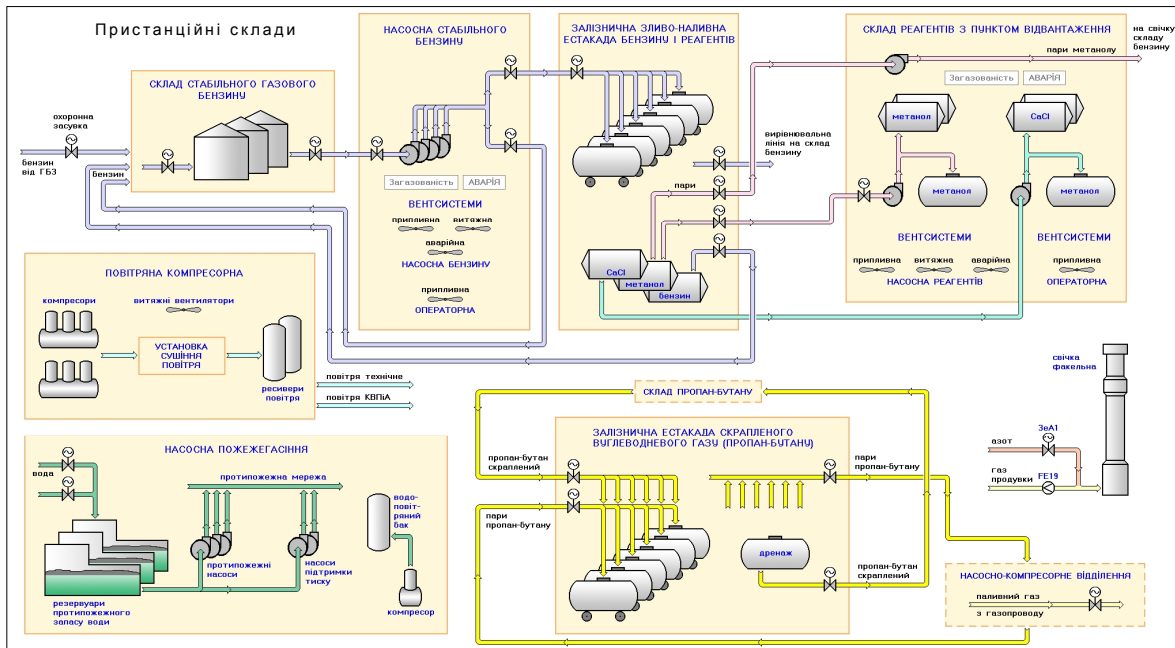 Пристанційні склади
СКЛАД СТАБІЛЬНОГО ГАЗОВОГО
БЕНЗИНУ
охоронна
засувка
бензин
від ГБЗ
бензин
НАСОСНА СТАБІЛЬНОГО
БЕНЗИНУ
Загазованість
АВАРІЯ
ВЕНТСИСТЕМИ
припливна
витяжна
аварійна
НАСОСНА БЕНЗИНУ
припливна
ОПЕРАТОРНА
ЗАЛІЗНИЧНА ЗЛИВО-НАЛИВНА
ЕСТАКАДА БЕНЗИНУ І РЕАГЕНТІВ
вирівнювальна
лінія на склад
бензину
пари
CaCl
метанол
бензин
СКЛАД РЕАГЕНТІВ З ПУНКТОМ ВІДВАНТАЖЕННЯ
пари метанолу
на свічку
складу
бензину
Загазованість
АВАРІЯ
метанол
CaCl
метанол
метанол
ВЕНТСИСТЕМИ
ВЕНТСИСТЕМИ
припливна
витяжна
аварійна
припливна
НАСОСНА РЕАГЕНТІВ
ОПЕРАТОРНА
ПОВІТРЯНА КОМПРЕСОРНА
компресори
витяжні вентилятори
УСТАНОВКА
СУШІННЯ
ПОВІТРЯ
ресивери
повітря
повітря технічне
повітря КВПіА
НАСОСНА ПОЖЕЖЕГАСІННЯ
вода
протипожежна мережа
водо-
повіт-
ряний
бак
протипожежні
насоси
насоси
підтримки
тиску
резервуари
протипожежного
запасу води
компресор
СКЛАД ПРОПАН-БУТАНУ
ЗАЛІЗНИЧНА ЕСТАКАДА СКРАПЛЕНОГО
ВУГЛЕВОДНЕВОГО ГАЗУ (ПРОПАН-БУТАНУ)
пропан-бутан
скраплений
пари
пропан-бутану
пари
пропан-бутану
дренаж
пропан-бутан
скраплений
свічка
факельна
ЗеА1
азот
газ
продувки
FE19
НАСОСНО-КОМПРЕСОРНЕ ВІДДІЛЕННЯ
паливний газ
з газопроводу